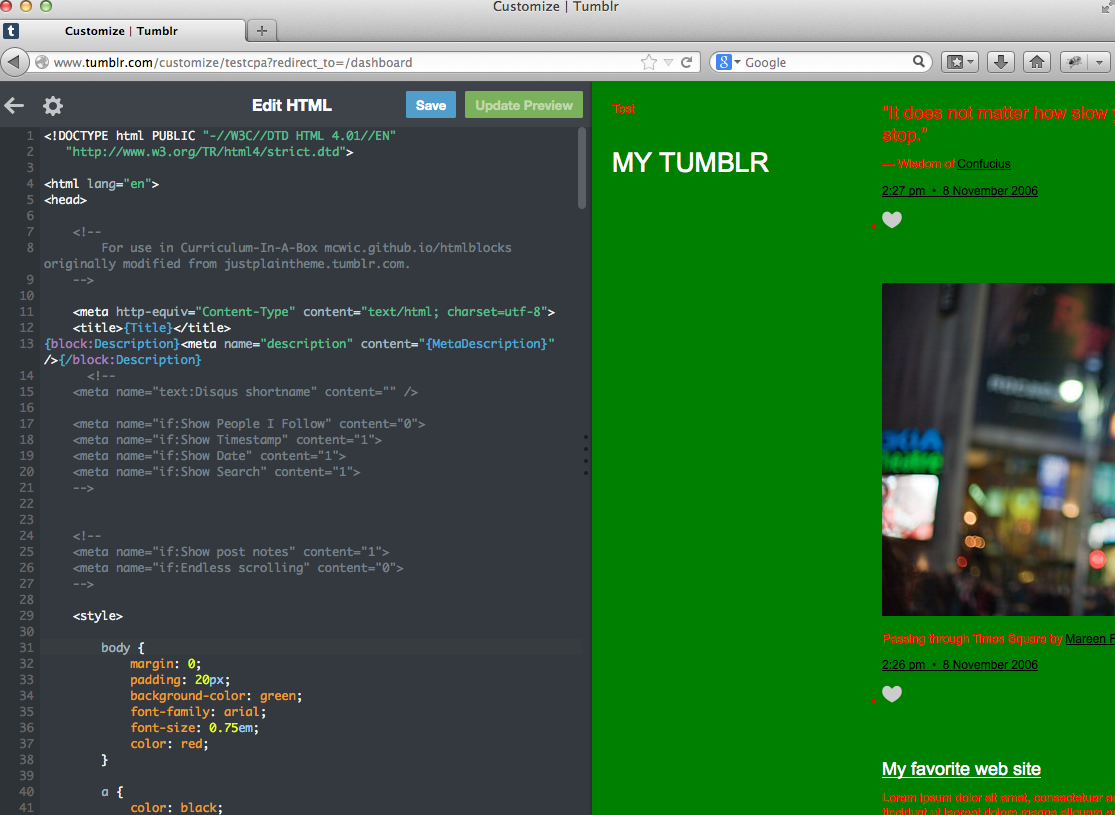 Customize | Tumblr
Customize | Tumblr
www.tumblr.com/customize/testcpa?redirect_to=/dashboard
Google
Edit HTML
Save
Update Preview
1 <!DOCTYPE html PUBLIC "-//W3C//DTD HTML 4.01//EN"
2 "http://www.w3.org/TR/html4/strict.dtd">
3
4 <html lang="en">
5 <head>
6
7 <!--
8 For use in Curriculum-In-A-Box mcwic.github.io/htmlblocks
originally modified from justplaintheme.tumblr.com.
9 -->
10
11 <meta http-equiv="Content-Type" content="text/html; charset=utf-8">
12 <title>{Title}</title>
13 {block:Description}<meta name="description" content="{MetaDescription}"
/>{/block:Description}
14 <!--
15 <meta name="text:Disqus shortname" content="" />
16
17 <meta name="if:Show People I Follow" content="0">
18 <meta name="if:Show Timestamp" content="1">
19 <meta name="if:Show Date" content="1">
20 <meta name="if:Show Search" content="1">
21 -->
22
23
24 <!--
25 <meta name="if:Show post notes" content="1">
26 <meta name="if:Endless scrolling" content="0">
27 -->
28
29 <style>
30
31 body {
32 margin: 0;
33 padding: 20px;
34 background-color: green;
35 font-family: arial;
36 font-size: 0.75em;
37 color: red;
38 }
39
40 a {
41 color: black;
Test
MY TUMBLR
"It does not matter how slow
stop."
— Wisdom of Confucius
2:27 pm • 8 November 2006
Passing through Times Square by Mareen
2:26 pm • 8 November 2006
My favorite web site
Lorem ipsum dolor sit amet, consectetuer
tincidunt ut laoreet dolore magna aliquam